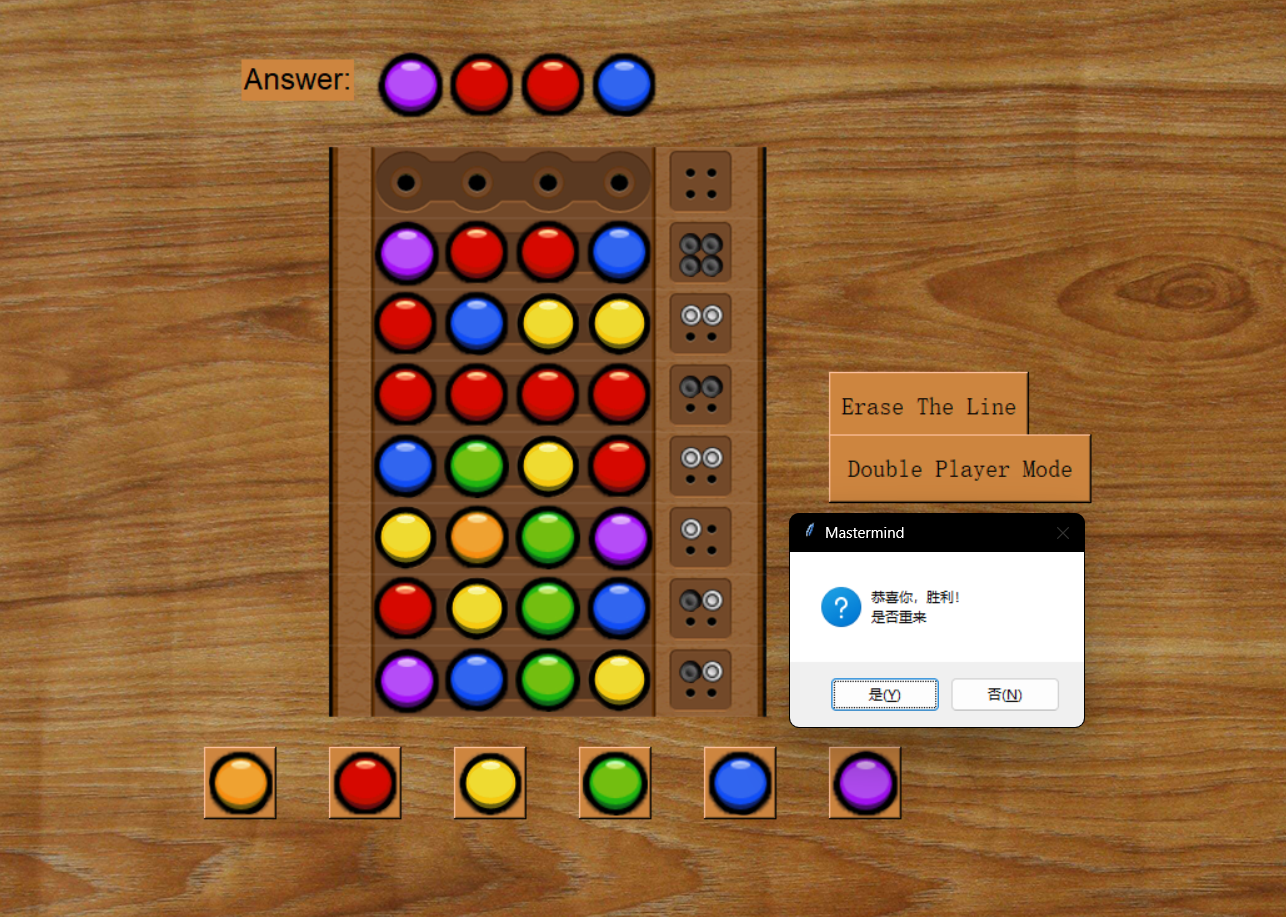 Answer:
Erase The Line
Double Player Mode
Mastermind
恭喜你，胜利!
是否重来
是(Y)
否(N)